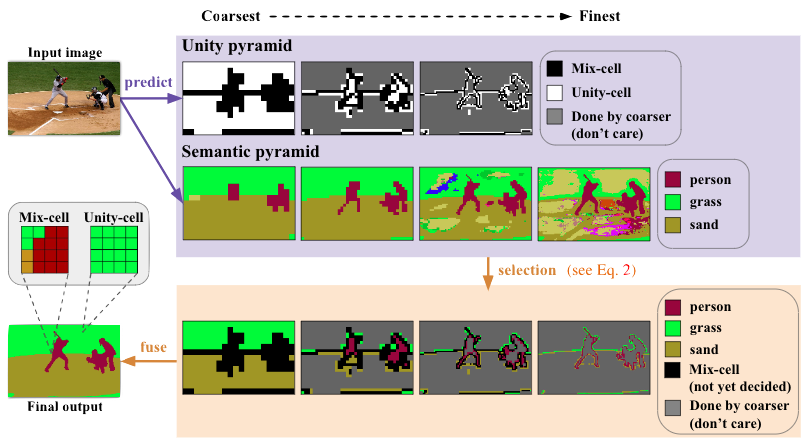 Coarsest
Finest
Unity pyramid
Input image
predict
Mix-cell
Unity-cell
Done by coarser
(don't care)
Semantic pyramid
person
grass
sand
Mix-cell Unity-cell
selection (see Eq. 2)
person
grass
sand
Mix-cell
(not yet decided)
Done by coarser
(don't care)
fuse
Final output